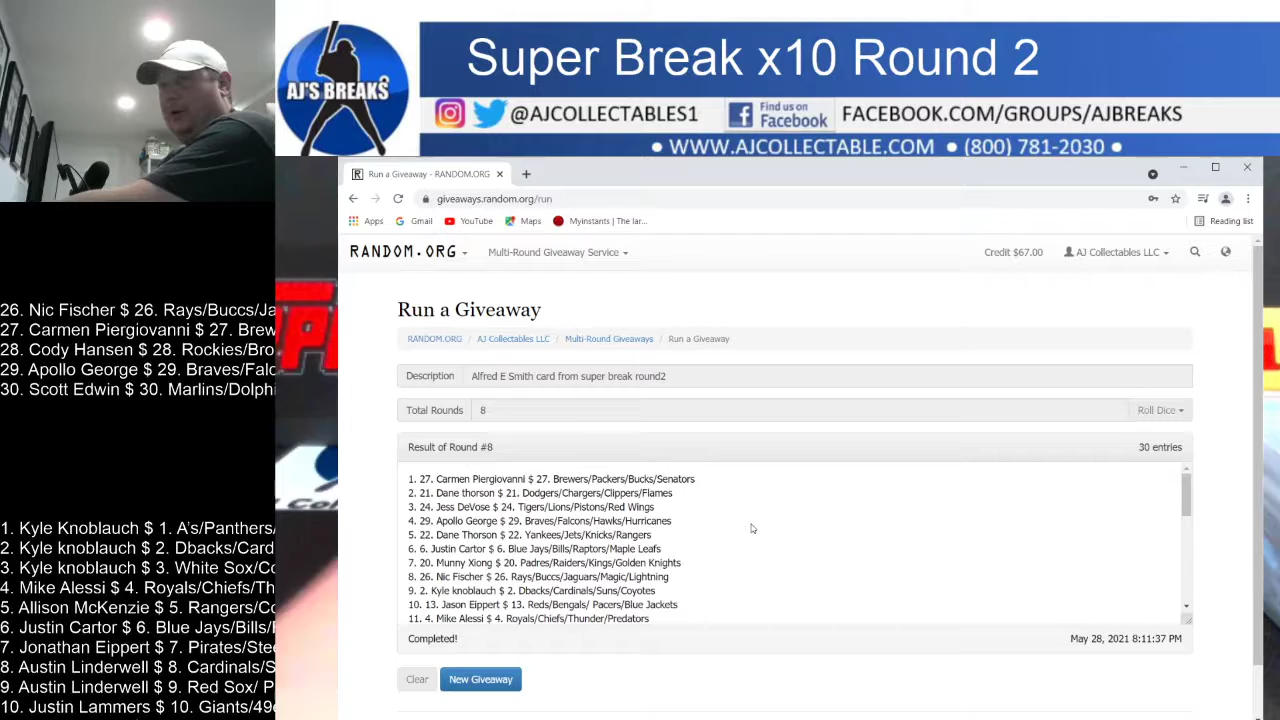 Super Break x10 Round 2
AJ'S BREAKS
@AJCOLLECTABLES1
Find us on
Facebook
FACEBOOK.COM/GROUPS/AJBREAKS
• WWW.AJCOLLECTABLE.COM • (800) 781-2030 •
Run a Giveaway - RANDOM.ORG
giveaways.random.org/run
Apps Gmail YouTube Maps Myinstants | The lar... Reading list
RANDOM.ORG Multi-Round Giveaway Service Credit $67.00 AJ Collectables LLC
Run a Giveaway
RANDOM.ORG / AJ Collectables LLC / Multi-Round Giveaways / Run a Giveaway
Description Alfred E Smith card from super break round2
Total Rounds 8 Roll Dice
Result of Round #8 30 entries
1. 27. Carmen Piergiovanni $ 27. Brewers/Packers/Bucks/Senators
2. 21. Dane thorson $ 21. Dodgers/Chargers/Clippers/Flames
3. 24. Jess DeVose $ 24. Tigers/Lions/Pistons/Red Wings
4. 29. Apollo George $ 29. Braves/Falcons/Hawks/Hurricanes
5. 22. Dane Thorson $ 22. Yankees/Jets/Knicks/Rangers
6. 6. Justin Cartor $ 6. Blue Jays/Bills/Raptors/Maple Leafs
7. 20. Munny Xiong $ 20. Padres/Raiders/Kings/Golden Knights
8. 26. Nic Fischer $ 26. Rays/Buccs/Jaguars/Magic/Lightning
9. 2. Kyle knoblauch $ 2. Dbacks/Cardinals/Suns/Coyotes
10. 13. Jason Eippert $ 13. Reds/Bengals/ Pacers/Blue Jackets
11. 4. Mike Alessi $ 4. Royals/Chiefs/Thunder/Predators
Completed! May 28, 2021 8:11:37 PM
Clear New Giveaway
26. Nic Fischer $ 26. Rays/Buccs/Ja
27. Carmen Piergiovanni $ 27. Brew
28. Cody Hansen $ 28. Rockies/Bro
29. Apollo George $ 29. Braves/Falc
30. Scott Edwin $ 30. Marlins/Dolphi
1. Kyle Knoblauch $ 1. A's/Panthers/
2. Kyle knoblauch $ 2. Dbacks/Card
3. Kyle knoblauch $ 3. White Sox/Co
4. Mike Alessi $ 4. Royals/Chiefs/Th
5. Allison McKenzie $ 5. Rangers/Co
6. Justin Cartor $ 6. Blue Jays/Bills/
7. Jonathan Eippert $ 7. Pirates/Stee
8. Austin Linderwell $ 8. Cardinals/S
9. Austin Linderwell $ 9. Red Sox/ P
10. Justin Lammers $ 10. Giants/49e